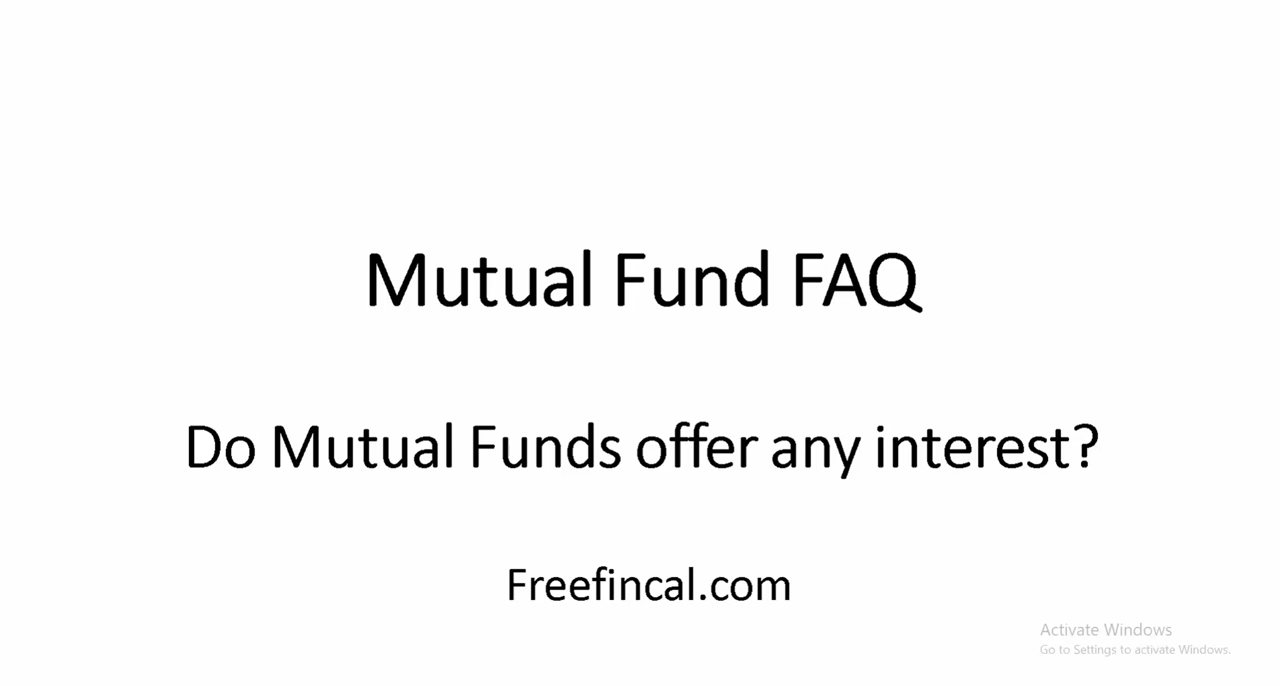 Mutual Fund FAQ
Do Mutual Funds offer any interest?
Freefincal.com
Activate Windows
Go to Settings to activate Windows.